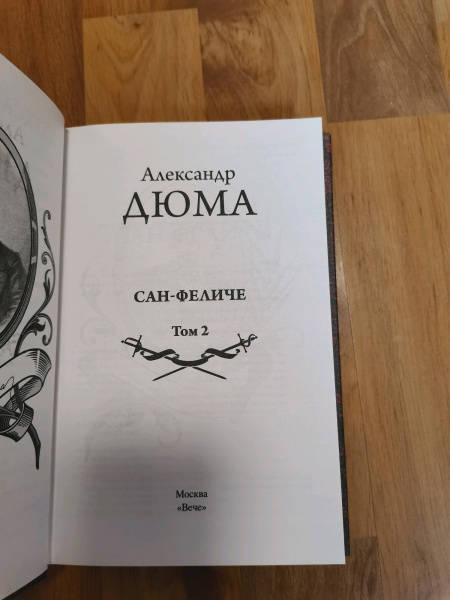 Александр
ДЮМА
САН-ФЕЛИЧЕ
Том 2
Москва
«Вече»